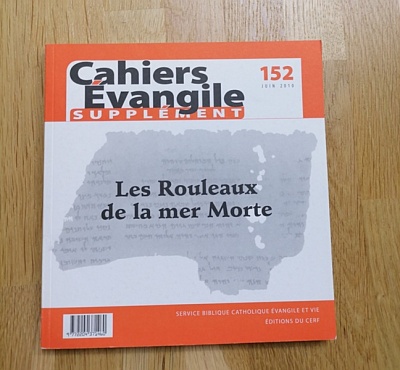 Cahiers
Évangile
SUPPLÉMENT
152
JUIN 2010
Les Rouleaux
de la mer Morte
SERVICE BIBLIQUE CATHOLIQUE ÉVANGILE ET VIE
ÉDITIONS DU CERF